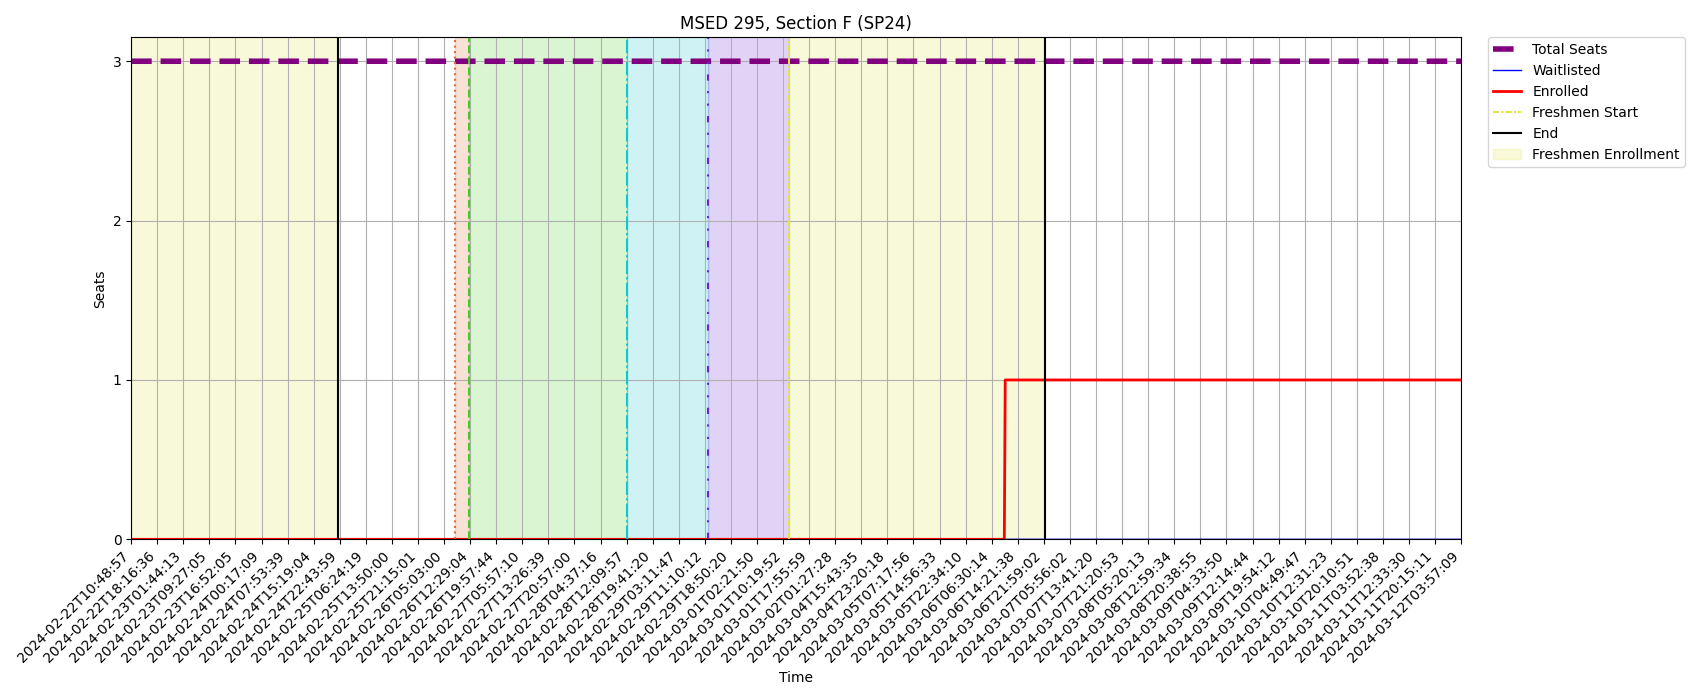 MSED 295, Section F (SP24)
Total Seats
Waitlisted
Enrolled
Freshmen Start
End
Freshmen Enrollment
3
2
1
0
Seats
2024-02-22T10:48:57
2024-02-22T18:16:36
2024-02-23T01:44:13
2024-02-23T09:27:05
2024-02-23T16:52:05
2024-02-24T00:17:09
2024-02-24T07:53:39
2024-02-24T15:19:04
2024-02-24T22:43:59
2024-02-25T06:24:19
2024-02-25T13:50:00
2024-02-25T21:15:01
2024-02-26T05:03:00
2024-02-26T12:29:04
2024-02-26T19:57:44
2024-02-27T05:57:10
2024-02-27T13:26:39
2024-02-27T20:57:00
2024-02-28T04:37:16
2024-02-28T12:09:57
2024-02-28T19:41:20
2024-02-29T03:11:47
2024-02-29T11:10:12
2024-02-29T18:50:20
2024-03-01T02:21:50
2024-03-01T10:19:52
2024-03-01T17:55:59
2024-03-02T01:27:28
2024-03-04T15:43:35
2024-03-04T23:20:18
2024-03-05T07:17:56
2024-03-05T14:56:33
2024-03-05T22:34:10
2024-03-06T06:30:14
2024-03-06T14:21:38
2024-03-06T21:59:02
2024-03-07T05:56:02
2024-03-07T13:41:20
2024-03-07T21:20:53
2024-03-08T05:20:13
2024-03-08T12:59:34
2024-03-08T20:38:55
2024-03-09T04:33:50
2024-03-09T12:14:44
2024-03-09T19:54:12
2024-03-10T04:49:47
2024-03-10T12:31:23
2024-03-10T20:10:51
2024-03-11T03:52:38
2024-03-11T12:33:30
2024-03-11T20:15:11
2024-03-12T03:57:09
Time